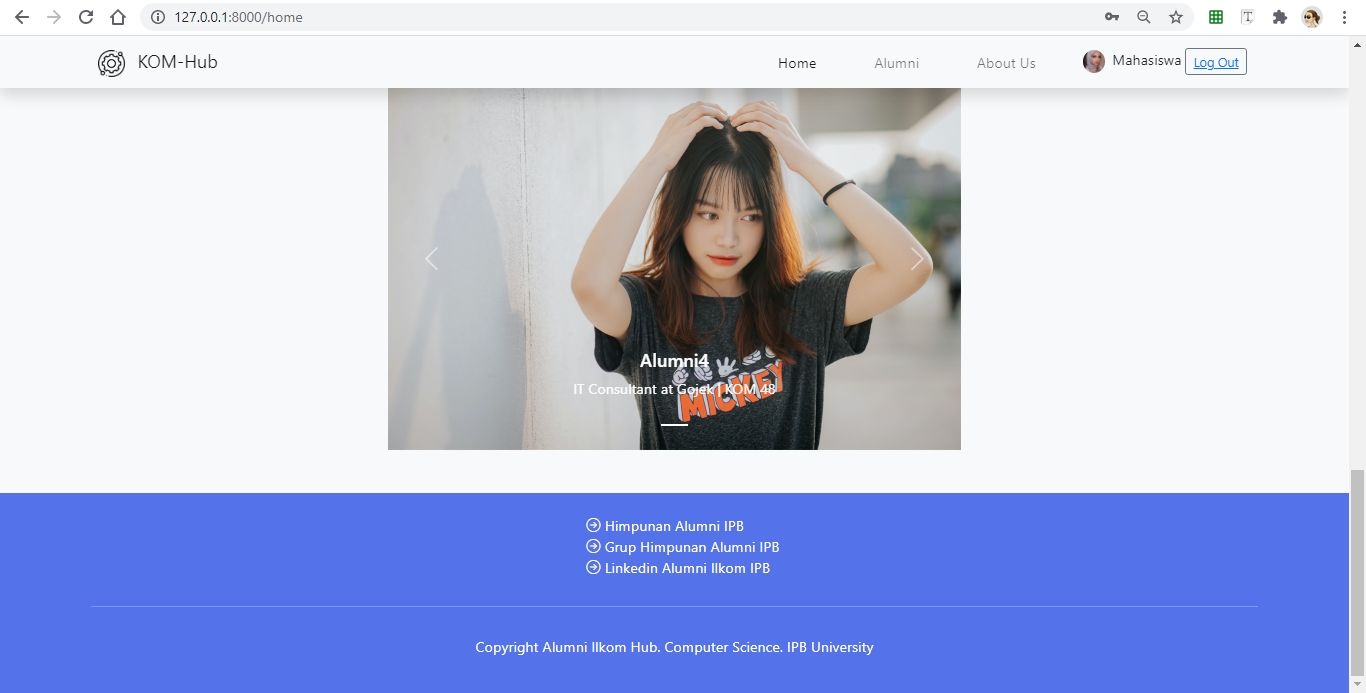 127.0.0.1:8000/home
KOM-Hub
Home
Alumni
About Us
Mahasiswa
Log Out
Alumni4
IT Consultant at Gojek | KOM 48
MICKEY
Himpunan Alumni IPB
Grup Himpunan Alumni IPB
Linkedin Alumni Ilkom IPB
Copyright Alumni Ilkom Hub. Computer Science. IPB University